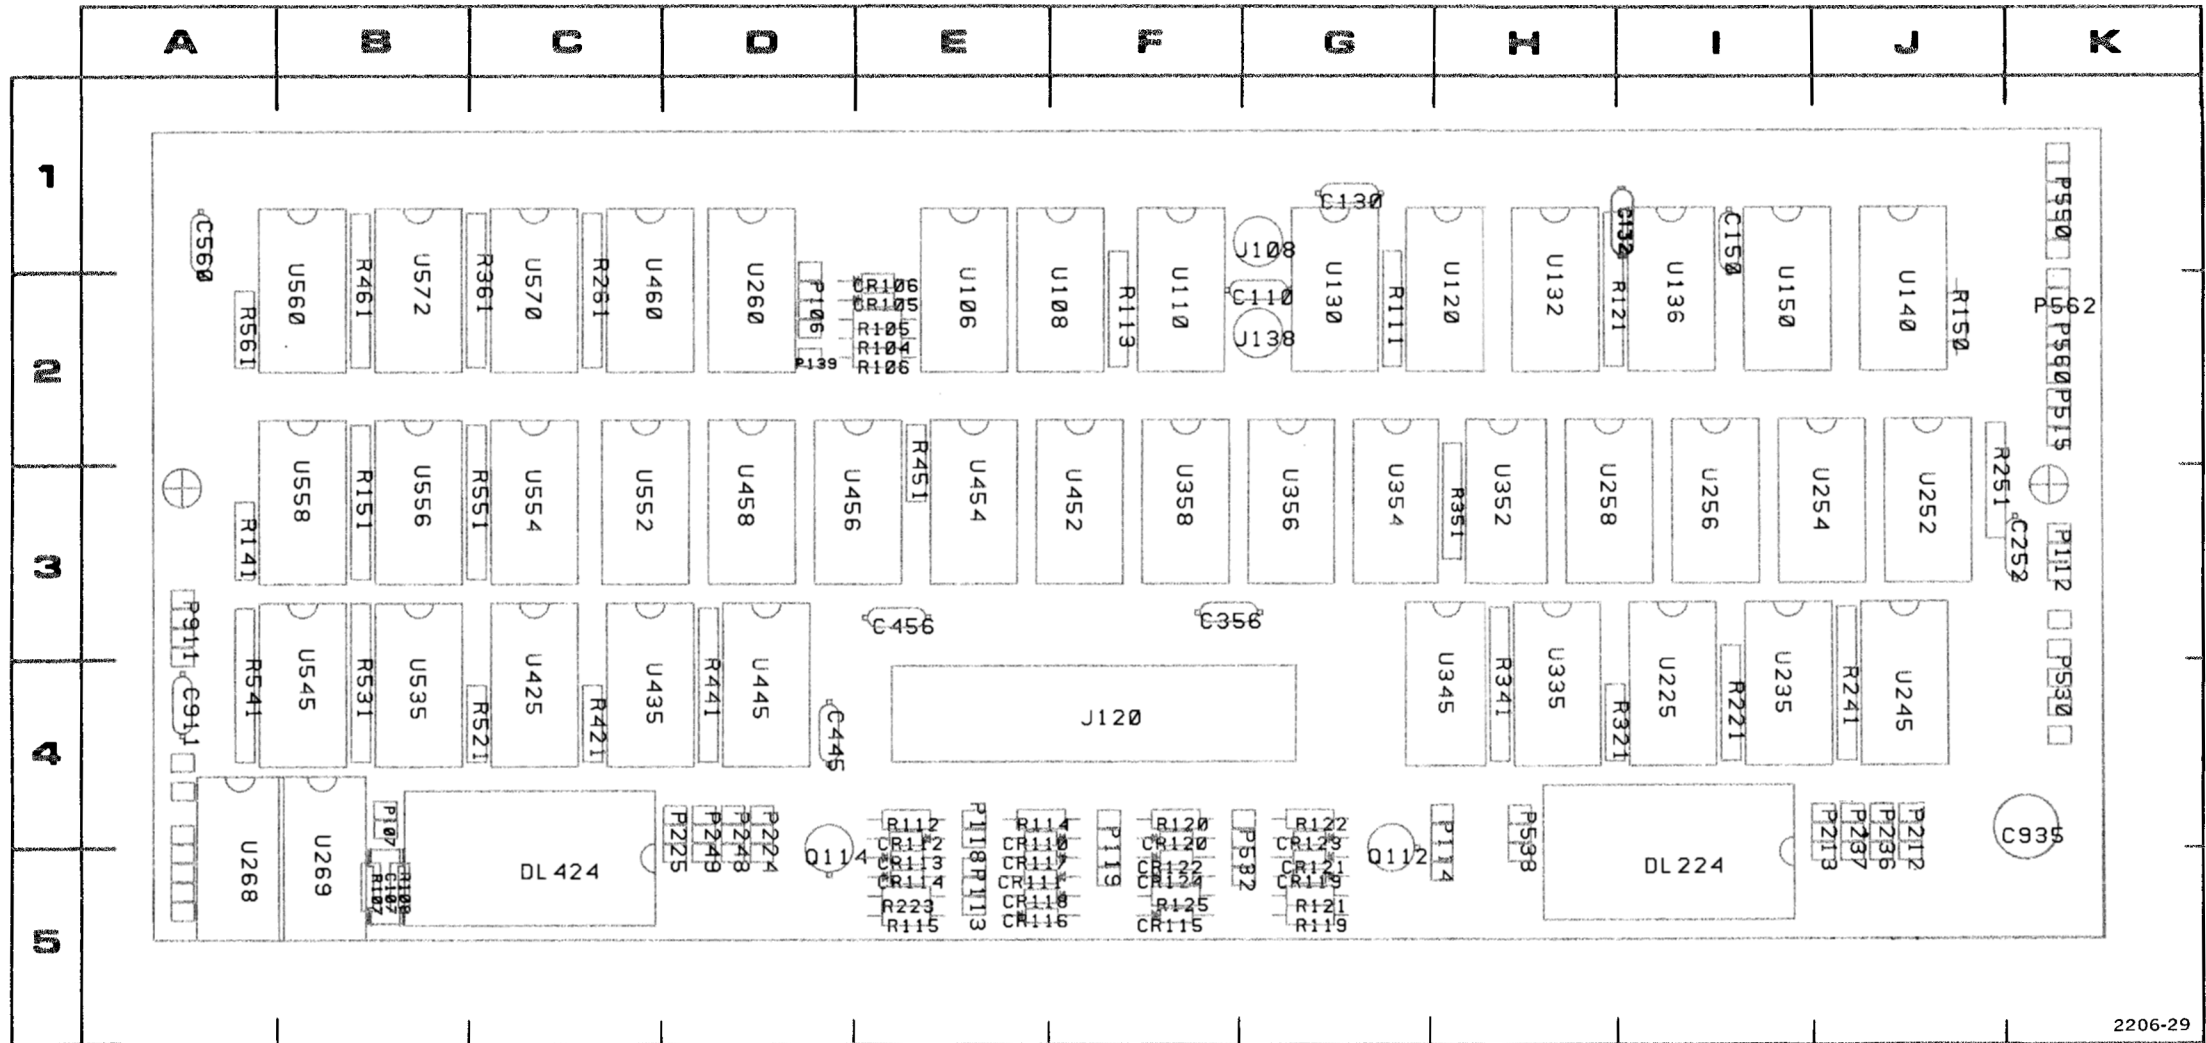 A B C D E F G H I J K
1
C560 U560 R461 U572 R361 U570 R261 U460 U260 P106 CR106 U106 U108 R113 U110 J108 C130 U130 R111 U120 U132 C132 R121 U136 C150 U150 U140 R150 P550
CR105 C110 P562
R561 R105 J138 P560
R104
2
P139 R106
P515
U558 R151 U556 R551 U554 U552 U458 U456 R451 U454 U452 U358 U356 U354 R351 U352 U258 U256 U254 U252 R251
R141 C252 P112
3
P911 C456 C356
R541 U545 R531 U535 U425 U435 R441 U445 U345 R341 U335 U225 U235 R241 U245 P530
C911 R521 R421 C445 J120 R321 R221
4
P107 P225 P249 P248 P224 R112 P118 R114 P119 R120 P532 R122 P114 P538 P213 P237 P236 P212 C935
CR112 CR110 CR120 CR123
U268 U269 DL424 Q114 CR113 CR117 CR122 CR121 Q112 DL224
R107 C107 R108 CR114 CR111 CR124 CR119
R223 P113 CR118 R125 R121
R115 CR116 CR115 R119
5
2206-29